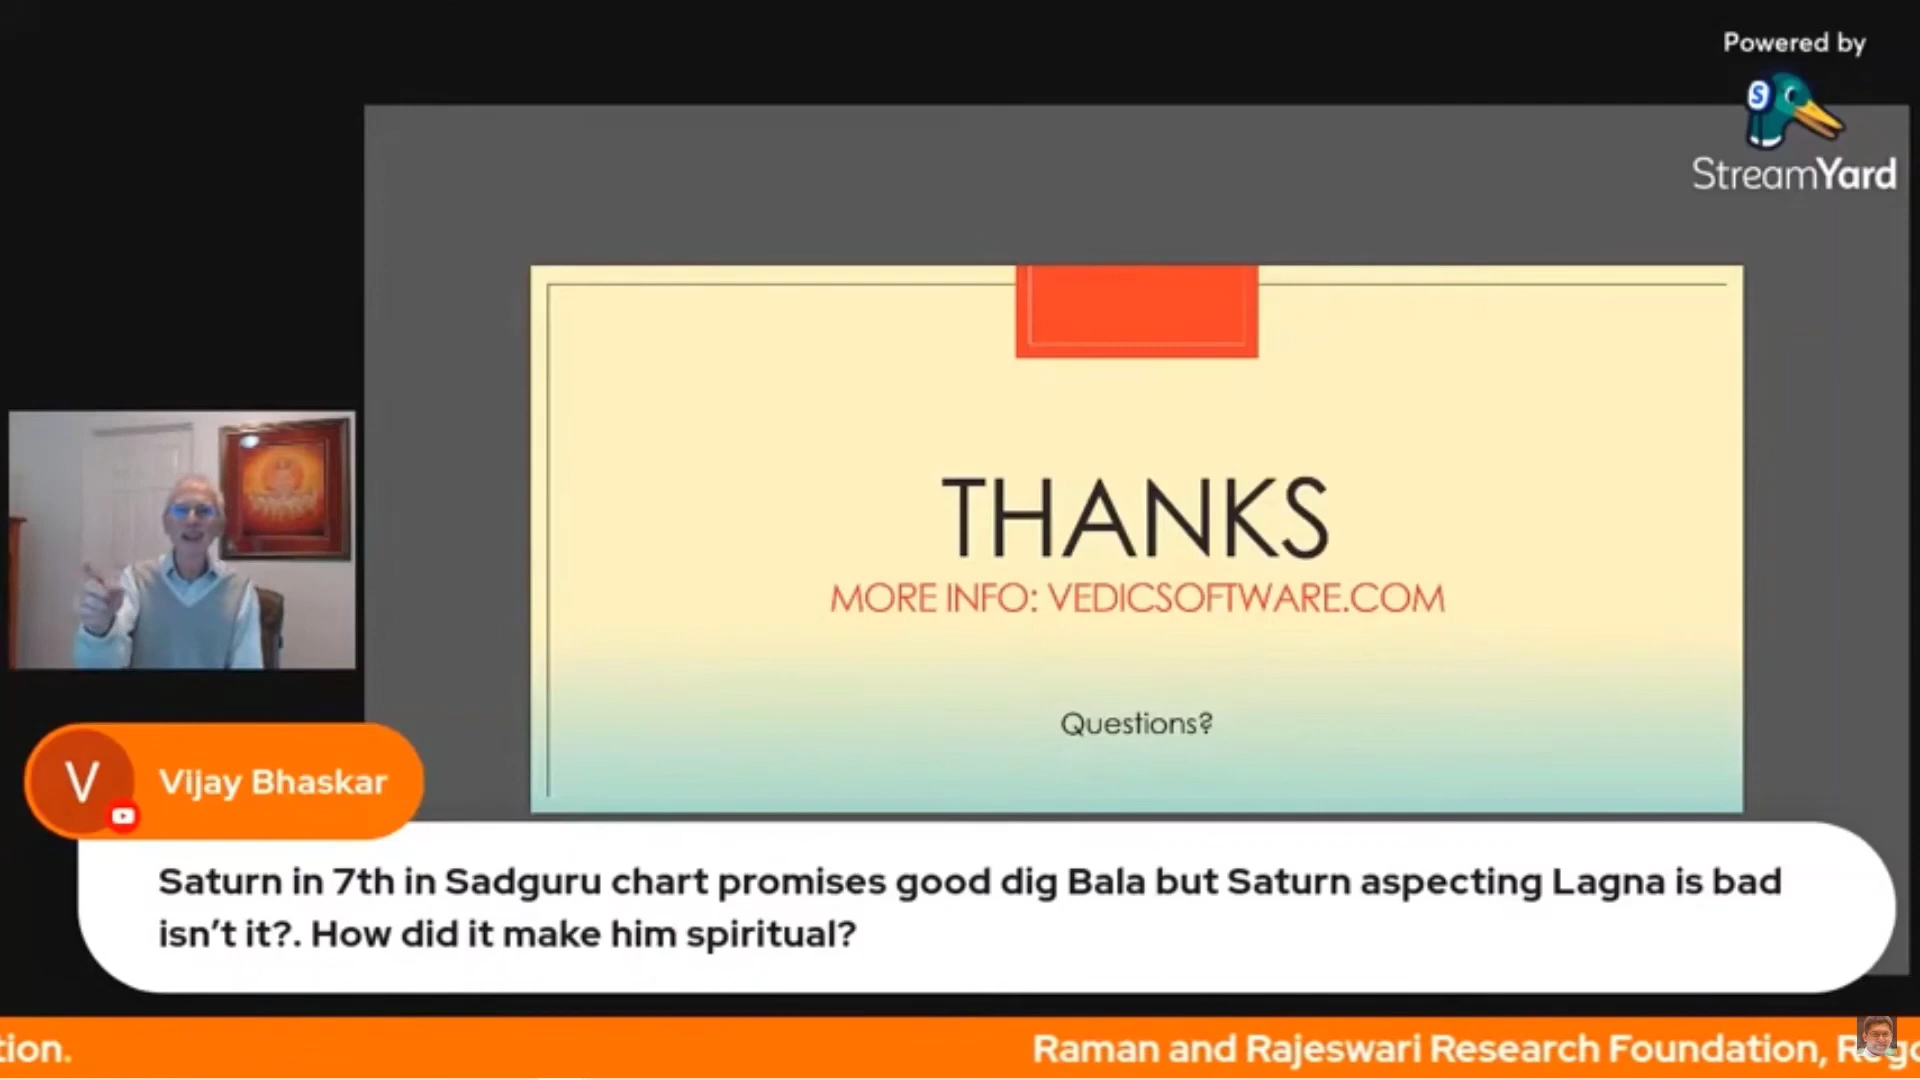 Powered by
S
StreamYard
THANKS
MORE INFO: VEDICSOFTWARE.COM
Questions?
V
Vijay Bhaskar
Saturn in 7th in Sadguru chart promises good dig Bala but Saturn aspecting Lagna is bad
isn't it?. How did it make him spiritual?
tion.
Raman and Rajeswari Research Foundation,